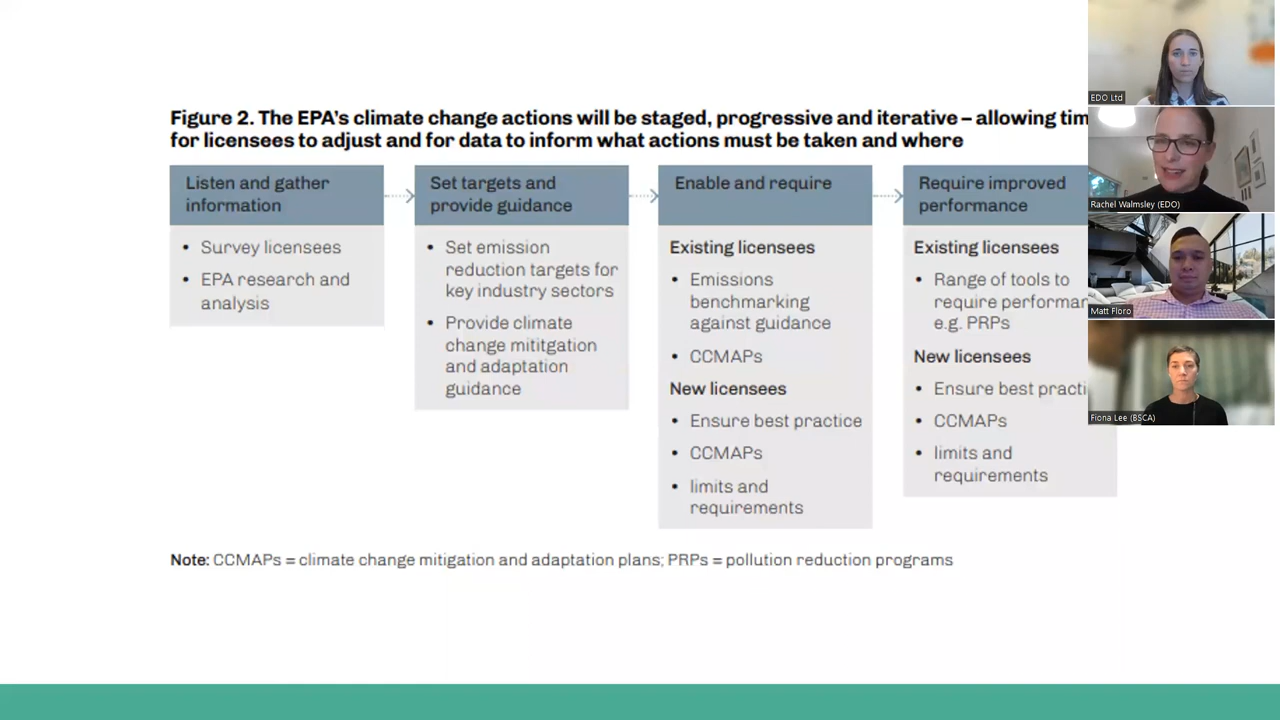 Figure 2. The EPA's climate change actions will be staged, progressive and iterative – allowing
for licensees to adjust and for data to inform what actions must be taken and where
Listen and gather
information
• Survey licensees
• EPA research and
analysis
Set targets and
provide guidance
• Set emission
reduction targets for
key industry sectors
• Provide climate
change mititgation
and adaptation
guidance
Enable and require
Existing licensees
• Emissions
benchmarking
against guidance
• CCMAPs
New licensees
• Ensure best practice
• CCMAPs
• limits and
requirements
Require improved
performance
Existing licensees
• Range of tools to
require
e.g. PRPs
New licensees
• Ensure best
• CCMAPs
• limits and
requirements
Note: CCMAPs = climate change mitigation and adaptation plans; PRPs = pollution reduction programs
EDO Ltd
Rachel Walmsley (EDO)
Matt Floro
Fiona Lee (BSCA)